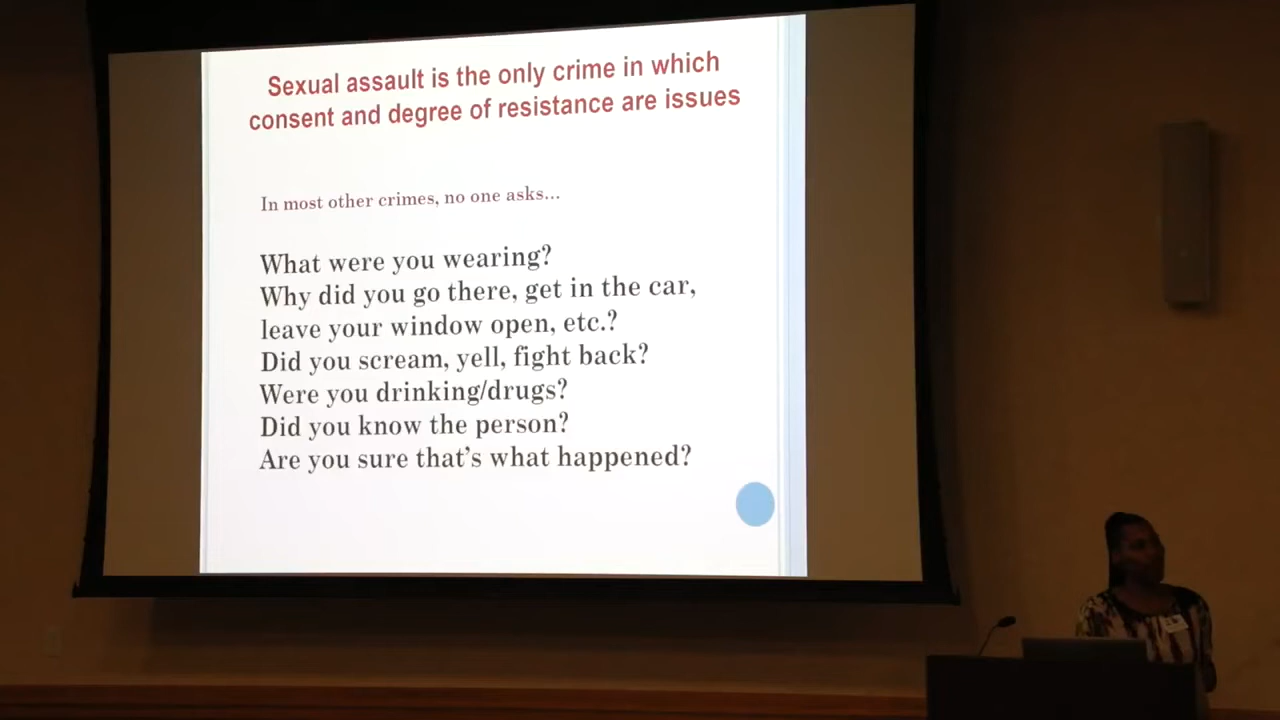 Sexual assault is the only crime in which
consent and degree of resistance are issues
In most other crimes, no one asks...
What were you wearing?
Why did you go there, get in the car,
leave your window open, etc.?
Did you scream, yell, fight back?
Were you drinking/drugs?
Did you know the person?
Are you sure that's what happened?